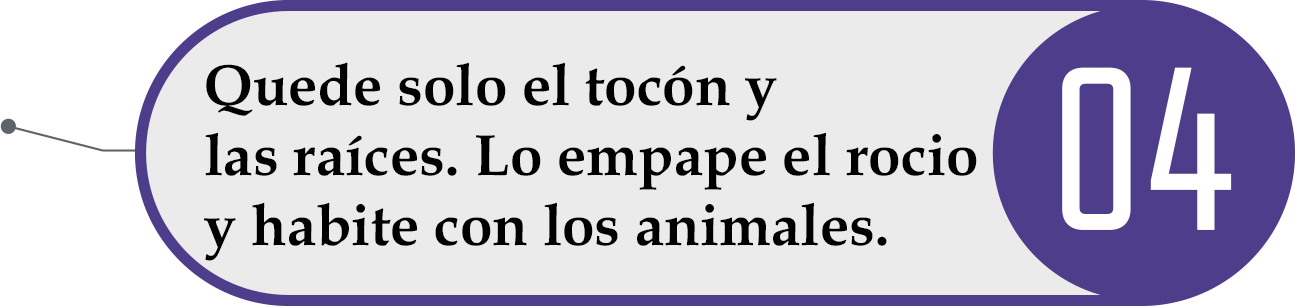 Quede solo el tocón y
las raíces. Lo empape el rocio
y habite con los animales.
04